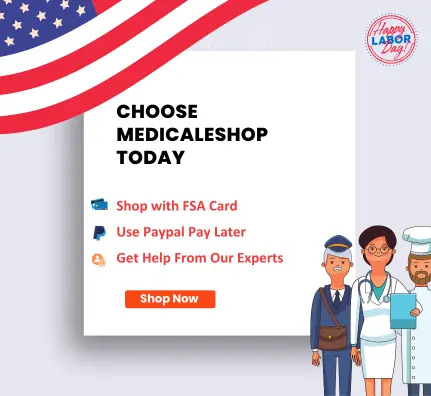 Happy
LABOR
Day!
CHOOSE
MEDICALESHOP
TODAY
Shop with FSA Card
Use Paypal Pay Later
Get Help From Our Experts
Shop Now